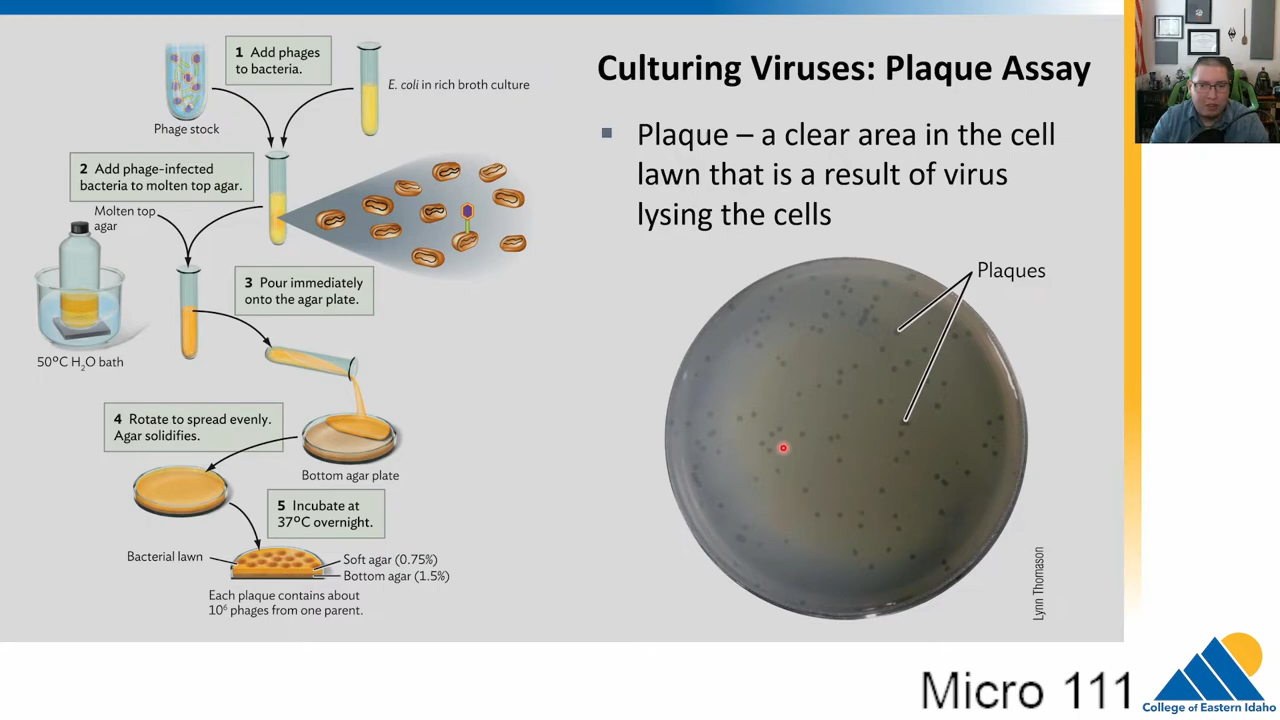 Culturing Viruses: Plaque Assay
Plaque – a clear area in the cell
lawn that is a result of virus
lysing the cells
1 Add phages
to bacteria.
E. coli in rich broth culture
Phage stock
2 Add phage-infected
bacteria to molten top agar.
Molten top
agar
3 Pour immediately
onto the agar plate.
50°C H2O bath
4 Rotate to spread evenly.
Agar solidifies.
Bottom agar plate
5 Incubate at
37°C overnight.
Bacterial lawn
Soft agar (0.75%)
Bottom agar (1.5%)
Each plaque contains about
10⁶ phages from one parent.
Plaques
Lynn Thomason
Micro 111
College of Eastern Idaho